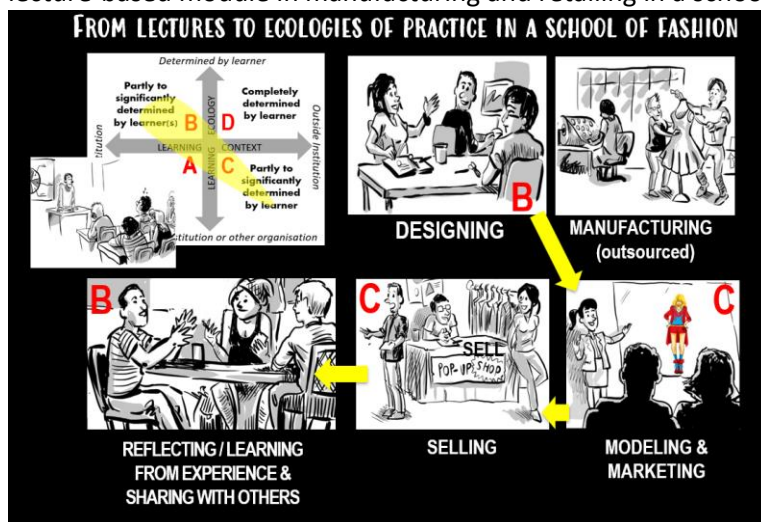 lecture-based module in manufacturing and retailing in a school
FROM LECTURES TO ECOLOGIES OF PRACTICE IN A SCHOOL OF FASHION
Determined by learner
Partly to
significantly
determined
by learner(s)
B
ECOLOGY
D
Completely
determined
by learner
Outside Institution
LEARNING
CONTEXT
A
LEARNING
C
Partly to
significantly
determined
by learner
or other organisation
B
DESIGNING
MANUFACTURING
(outsourced)
B
REFLECTING / LEARNING
FROM EXPERIENCE &
SHARING WITH OTHERS
C
SELL
POP-UP SHOP
SELLING
C
MODELING &
MARKETING